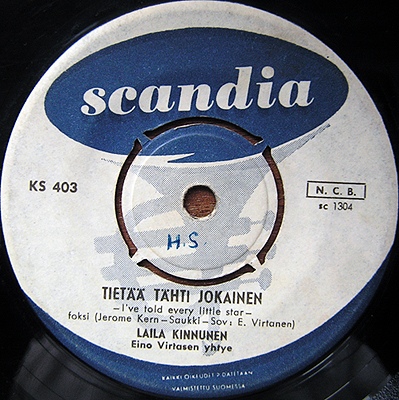 scandia
KS 403
N. C. B.
sc 1304
H.S.
TIETÄÄ TÄHTI JOKAINEN
—I've told every little star—
foksi (Jerome Kern—Saukki—Sov: E. Virtanen)
LAILA KINNUNEN
Eino Virtasen yhtye
KAIKKI OIKEUDET PIDATETAAN
VALMISTETTU SUOMESSA